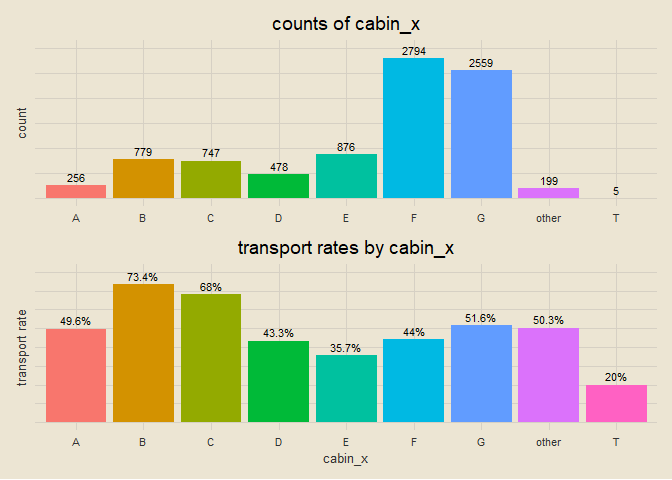 counts of cabin_x
count
256 779 747 478 876 2794 2559 199 5
A B C D E F G other T
transport rates by cabin_x
transport rate
49.6% 73.4% 68% 43.3% 35.7% 44% 51.6% 50.3% 20%
A B C D E F G other T
cabin_x